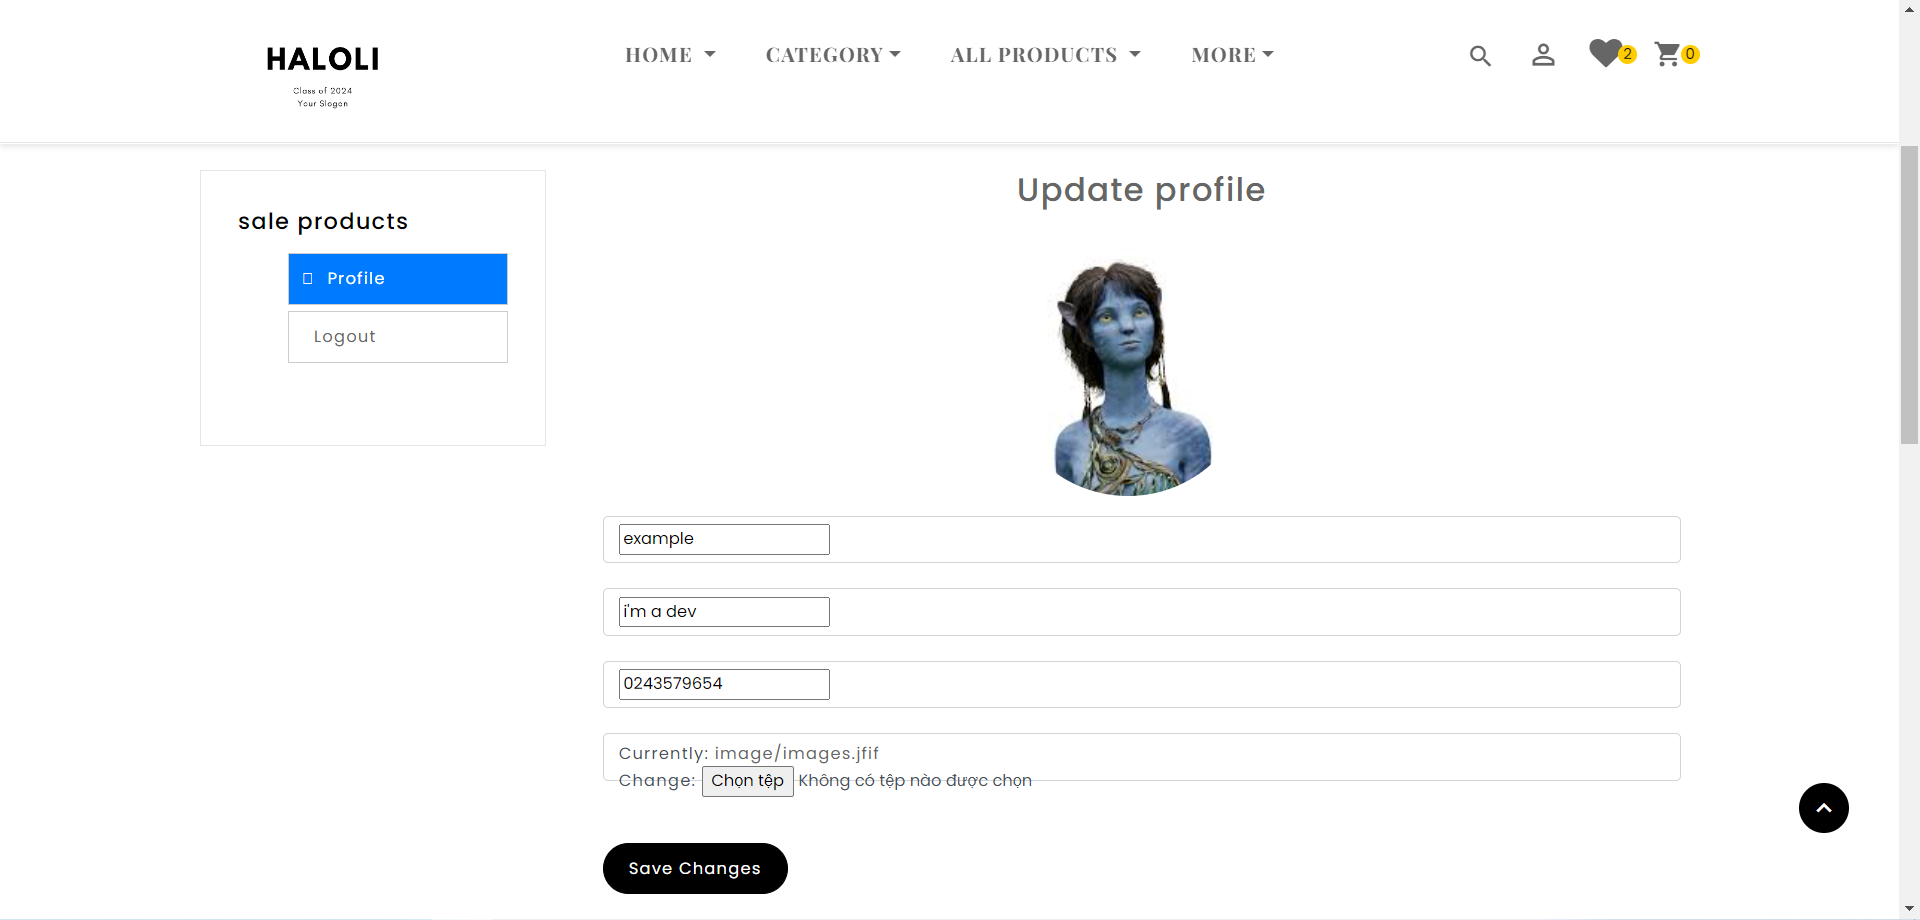 HALOLI
Class of 2024
Your Slogan
HOME
CATEGORY
ALL PRODUCTS
MORE
2
0
sale products
Profile
Logout
Update profile
example
i'm a dev
0243579654
Currently: image/images.jfif
Change: Chọn tệp Không có tệp nào được chọn
Save Changes